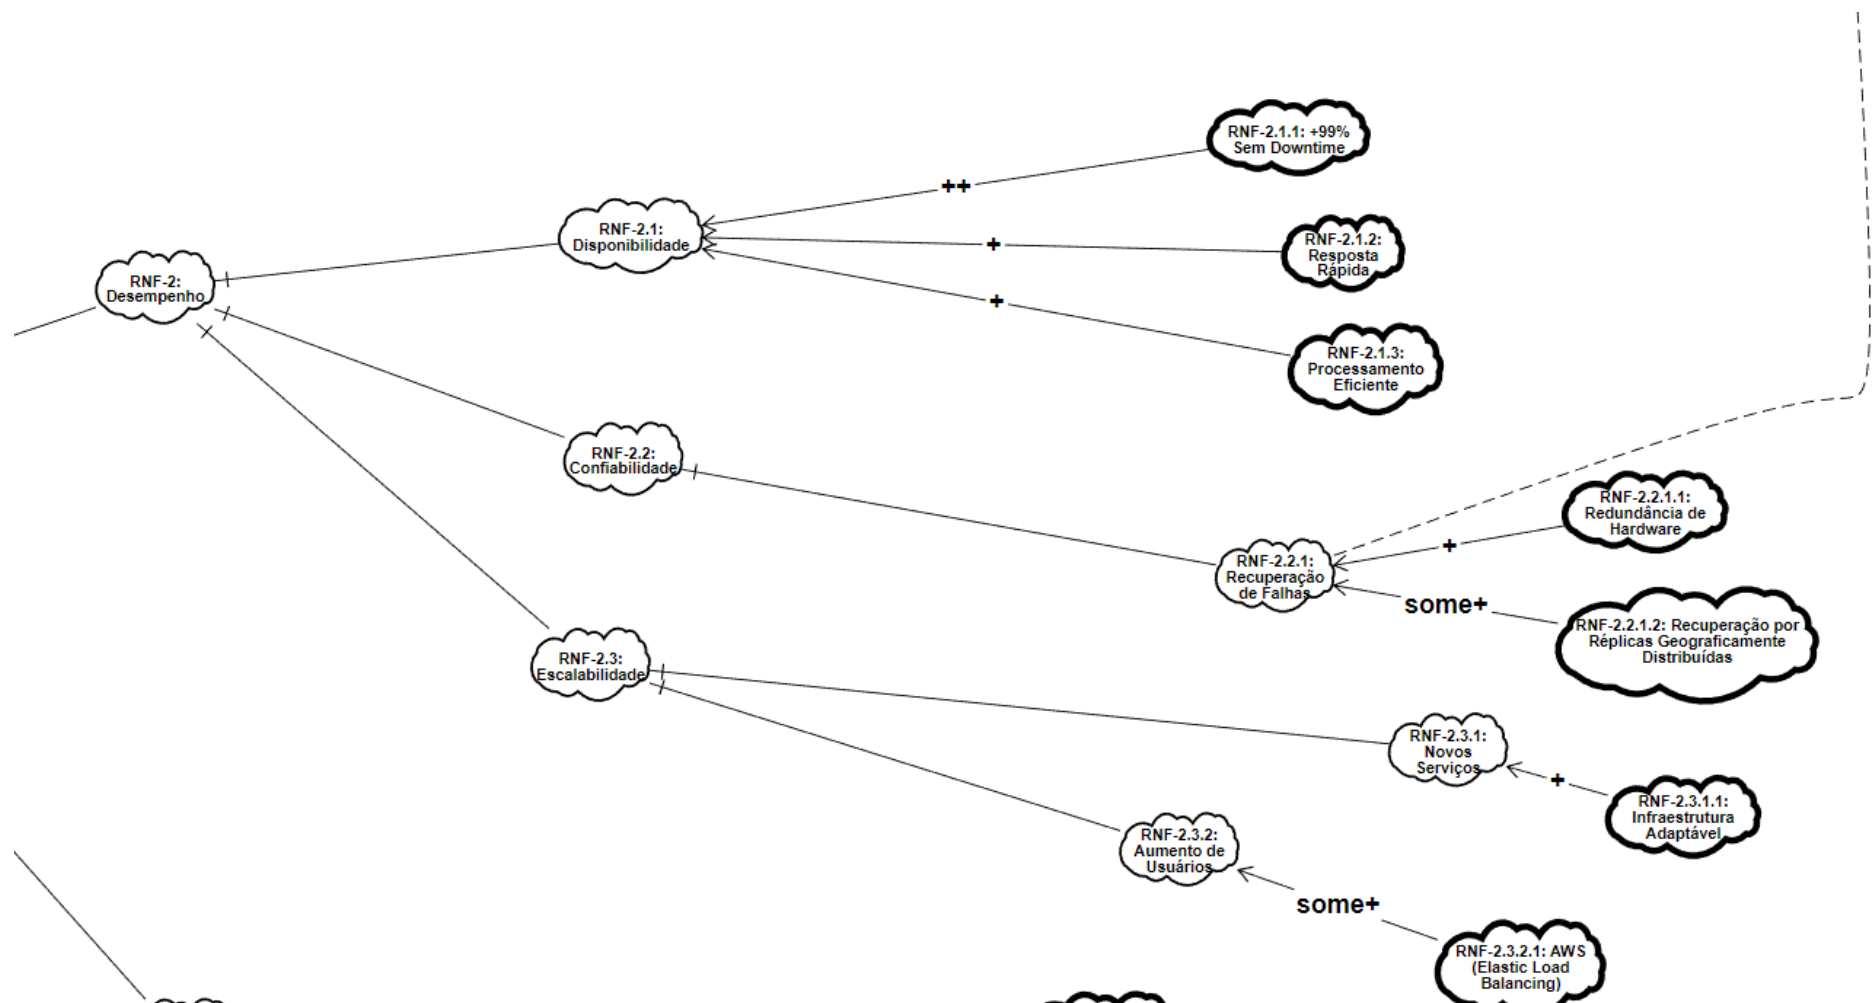 RNF-2.1.1: +99%
Sem Downtime
++
RNF-2.1:
Disponibilidade
+
RNF-2.1.2:
Resposta
Rápida
RNF-2:
Desempenho
+
RNF-2.1.3:
Processamento
Eficiente
RNF-2.2:
Confiabilidade
RNF-2.2.1.1:
Redundância de
Hardware
+
RNF-2.2.1:
Recuperação
de Falhas
some+
RNF-2.2.1.2: Recuperação por
Réplicas Geograficamente
Distribuídas
RNF-2.3:
Escalabilidade
RNF-2.3.1:
Novos
Serviços
+
RNF-2.3.1.1:
Infraestrutura
Adaptável
RNF-2.3.2:
Aumento de
Usuários
some+
RNF-2.3.2.1: AWS
(Elastic Load
Balancing)